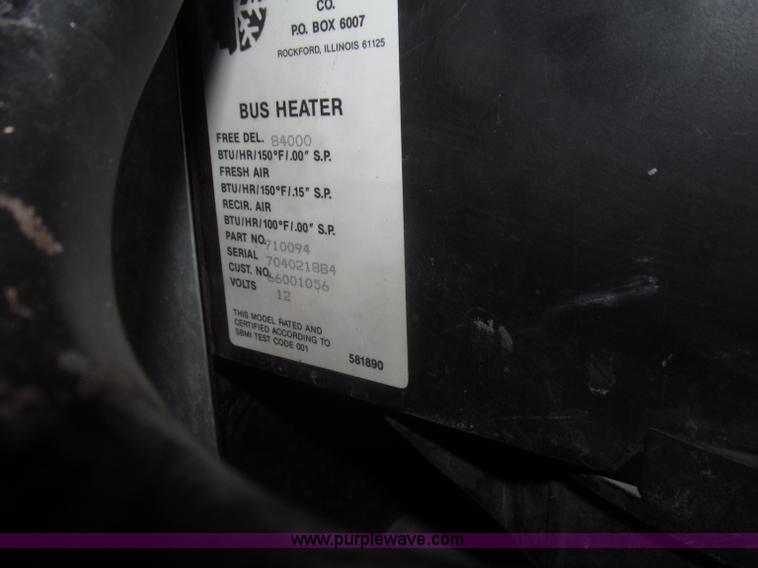 CO.
P.O. BOX 6007
ROCKFORD, ILLINOIS 61125
BUS HEATER
FREE DEL. 84000
BTU/HR/150°F/.00" S.P.
FRESH AIR
BTU/HR/150°F/.15" S.P.
RECIR. AIR
BTU/HR/100°F/.00" S.P.
PART NO. 710094
SERIAL 704021884
CUST. NO. 66001056
VOLTS 12
THIS MODEL RATED AND
CERTIFIED ACCORDING TO
SBMI TEST CODE 001
581890
www.purplewave.com